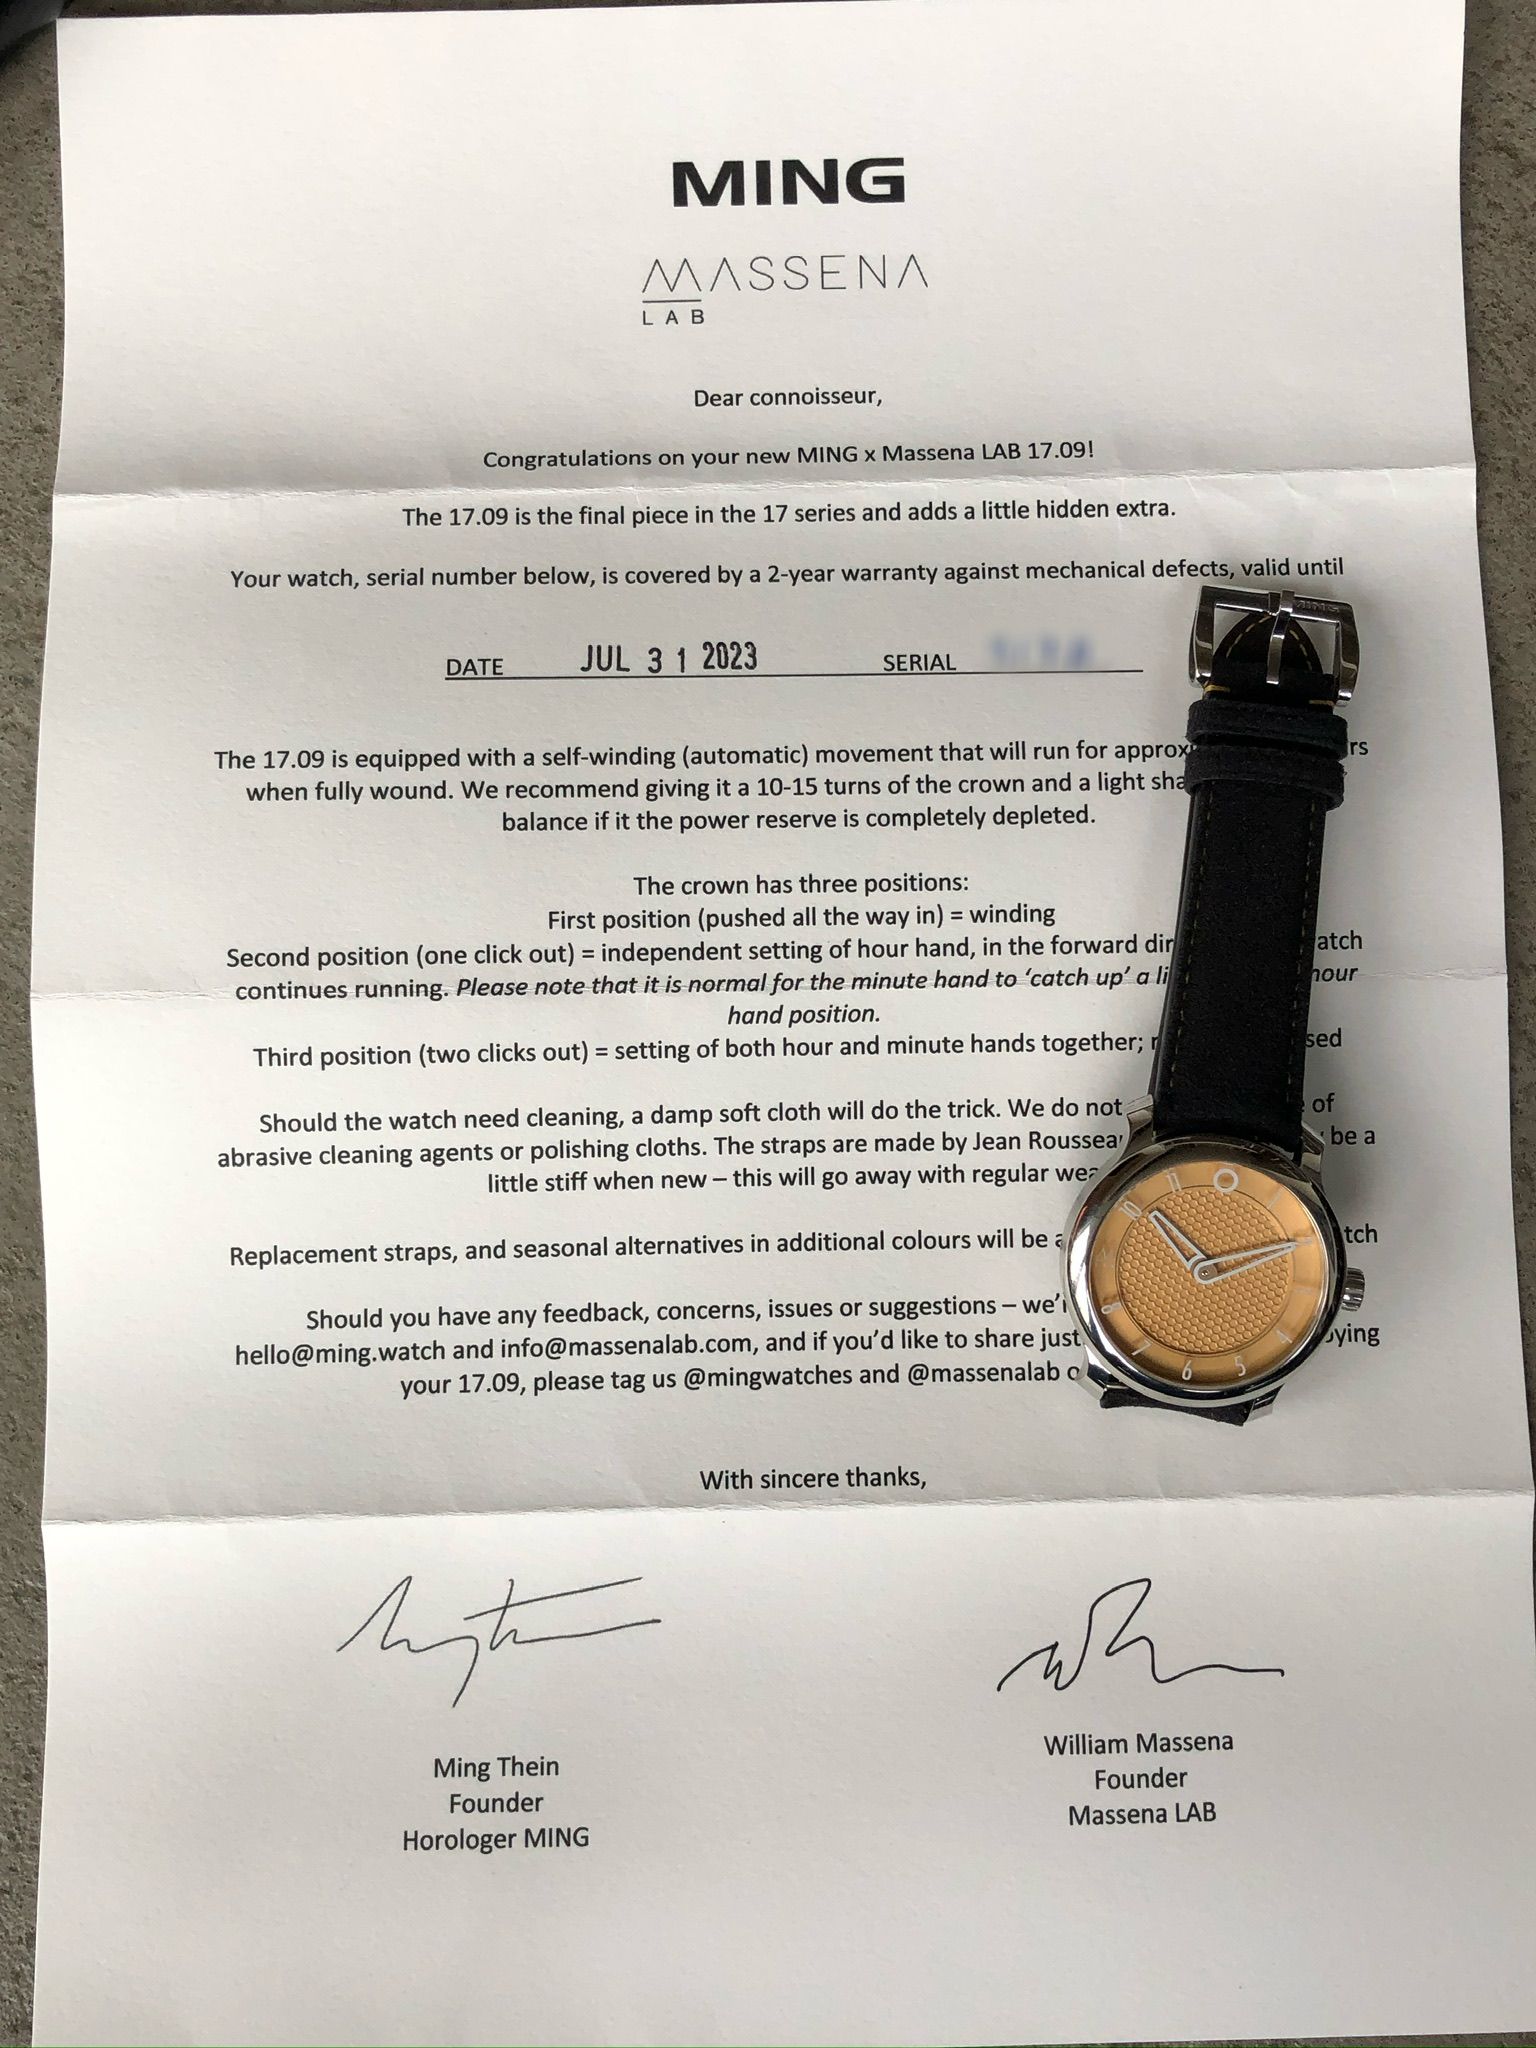 MING
MASSENA
LAB
Dear connoisseur,
Congratulations on your new MING x Massena LAB 17.09!
The 17.09 is the final piece in the 17 series and adds a little hidden extra.
Your watch, serial number below, is covered by a 2-year warranty against mechanical defects, valid until
DATE JUL 31 2023 SERIAL
The 17.09 is equipped with a self-winding (automatic) movement that will run for
when fully wound. We recommend giving it a 10-15 turns of the crown and a light
balance if it the power reserve is completely depleted.
The crown has three positions:
First position (pushed all the way in) = winding
Second position (one click out) = independent setting of hour hand, in the forward
continues running. Please note that it is normal for the minute hand to ‘catch up’ a hour
hand position.
Third position (two clicks out) = setting of both hour and minute hands together;
Should the watch need cleaning, a damp soft cloth will do the trick. We do not of
abrasive cleaning agents or polishing cloths. The straps are made by Jean be a
little stiff when new – this will go away with regular
Replacement straps, and seasonal alternatives in additional colours will be
Should you have any feedback, concerns, issues or suggestions –
hello@ming.watch and info@massenalab.com, and if you’d like to share just
your 17.09, please tag us @mingwatches and @massenalab
With sincere thanks,
Ming Thein
Founder
Horologer MING
William Massena
Founder
Massena LAB
MING
11
10
8
7
6
5
4